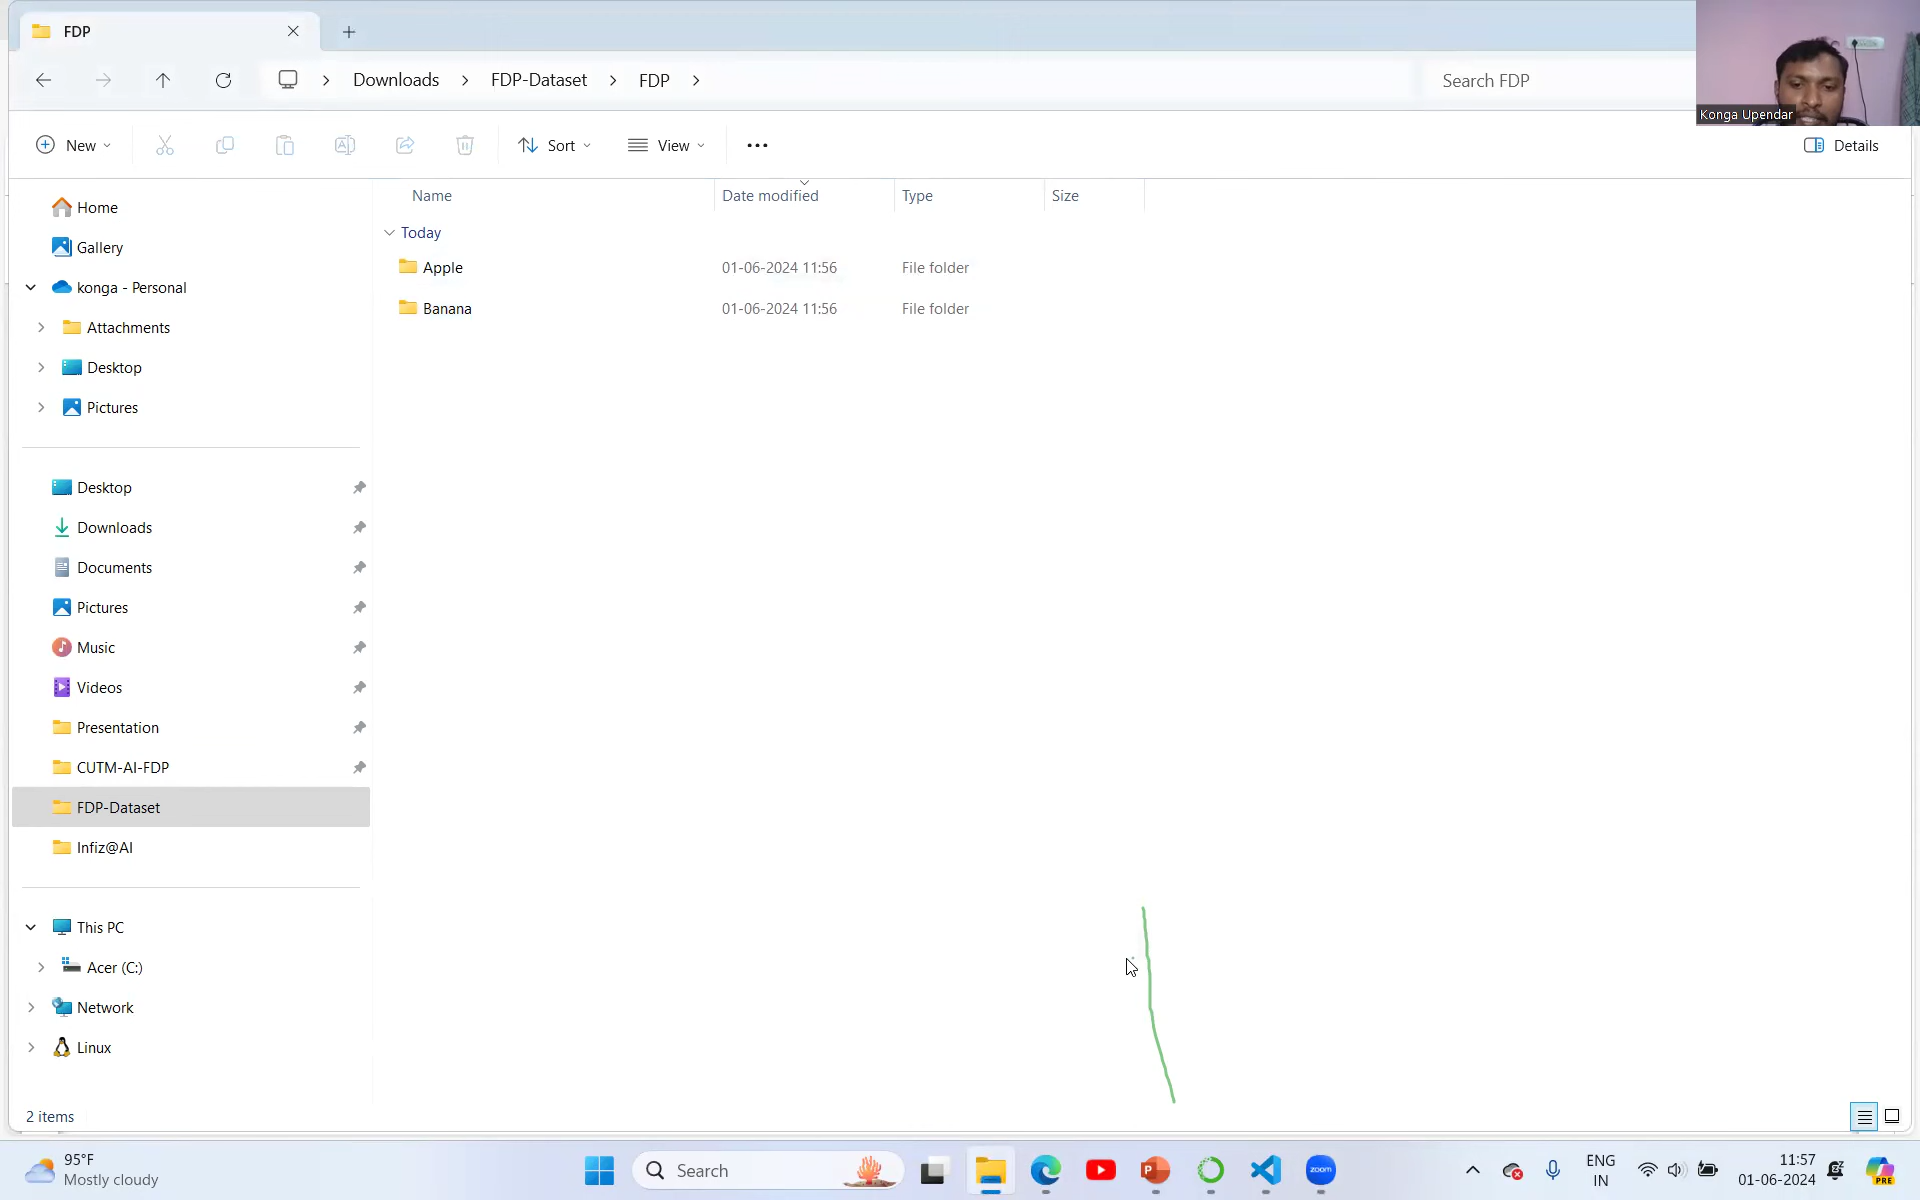 FDP
Downloads FDP-Dataset FDP
Search FDP
Konga Upendar
New
Sort
View
Details
Name Date modified Type Size
Today
Apple 01-06-2024 11:56 File folder
Banana 01-06-2024 11:56 File folder
Home
Gallery
konga - Personal
Attachments
Desktop
Pictures
Desktop
Downloads
Documents
Pictures
Music
Videos
Presentation
CUTM-AI-FDP
FDP-Dataset
Infiz@AI
This PC
Acer (C:)
Network
Linux
2 items
95°F
Mostly cloudy
Search
zoom
ENG
IN
11:57
01-06-2024
PRE